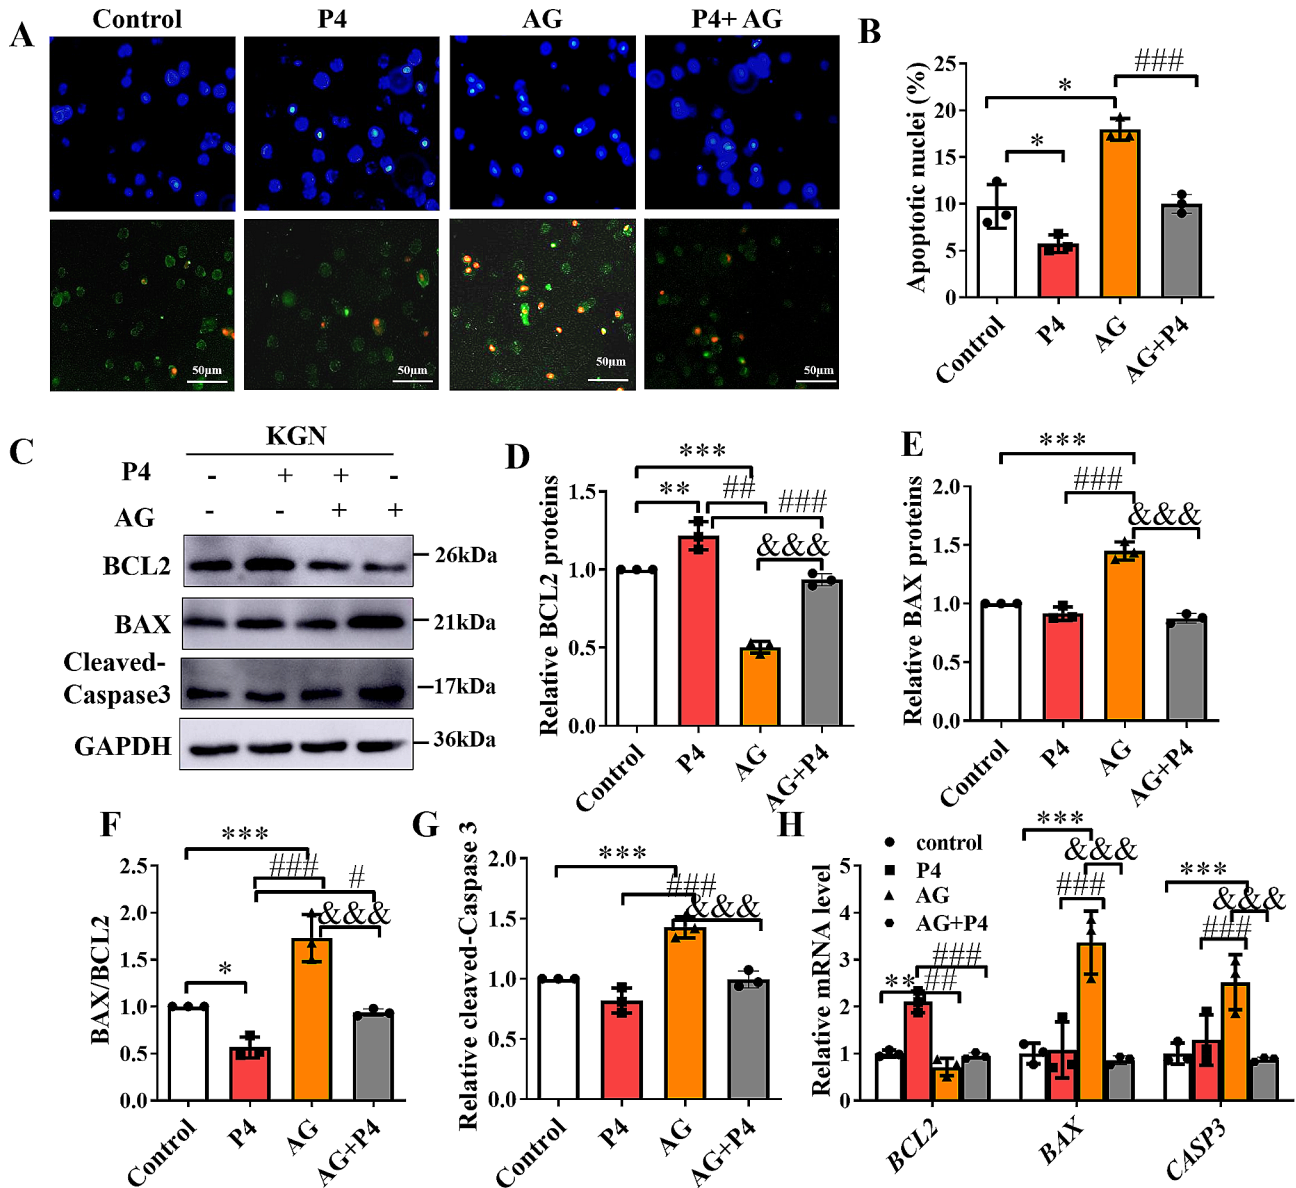 A
Control
P4
AG
P4+ AG
50μm
50μm
50μm
50μm
B
Apoptotic nuclei (%)
25
20
15
10
5
0
*
*
###
Control
P4
AG
AG+P4
C
KGN
P4 - + + -
AG - - + +
BCL2 26kDa
BAX 21kDa
Cleaved-
Caspase3 17kDa
GAPDH 36kDa
D
Relative BCL2 proteins
1.5
1.0
0.5
0.0
***
** ## ###
&&&
Control
P4
AG
AG+P4
E
Relative BAX proteins
2.0
1.5
1.0
0.5
0.0
***
###
&&&
Control
P4
AG
AG+P4
F
BAX/BCL2
2.5
2.0
1.5
1.0
0.5
0.0
***
### #
&&&
*
Control
P4
AG
AG+P4
G
Relative cleaved-Caspase 3
2.0
1.5
1.0
0.5
0.0
***
###
&&&
Control
P4
AG
AG+P4
H
Relative mRNA level
5
4
3
2
1
0
control
P4
AG
AG+P4
###
** ##
***
&&&
###
***
&&&
###
BCL2
BAX
CASP3